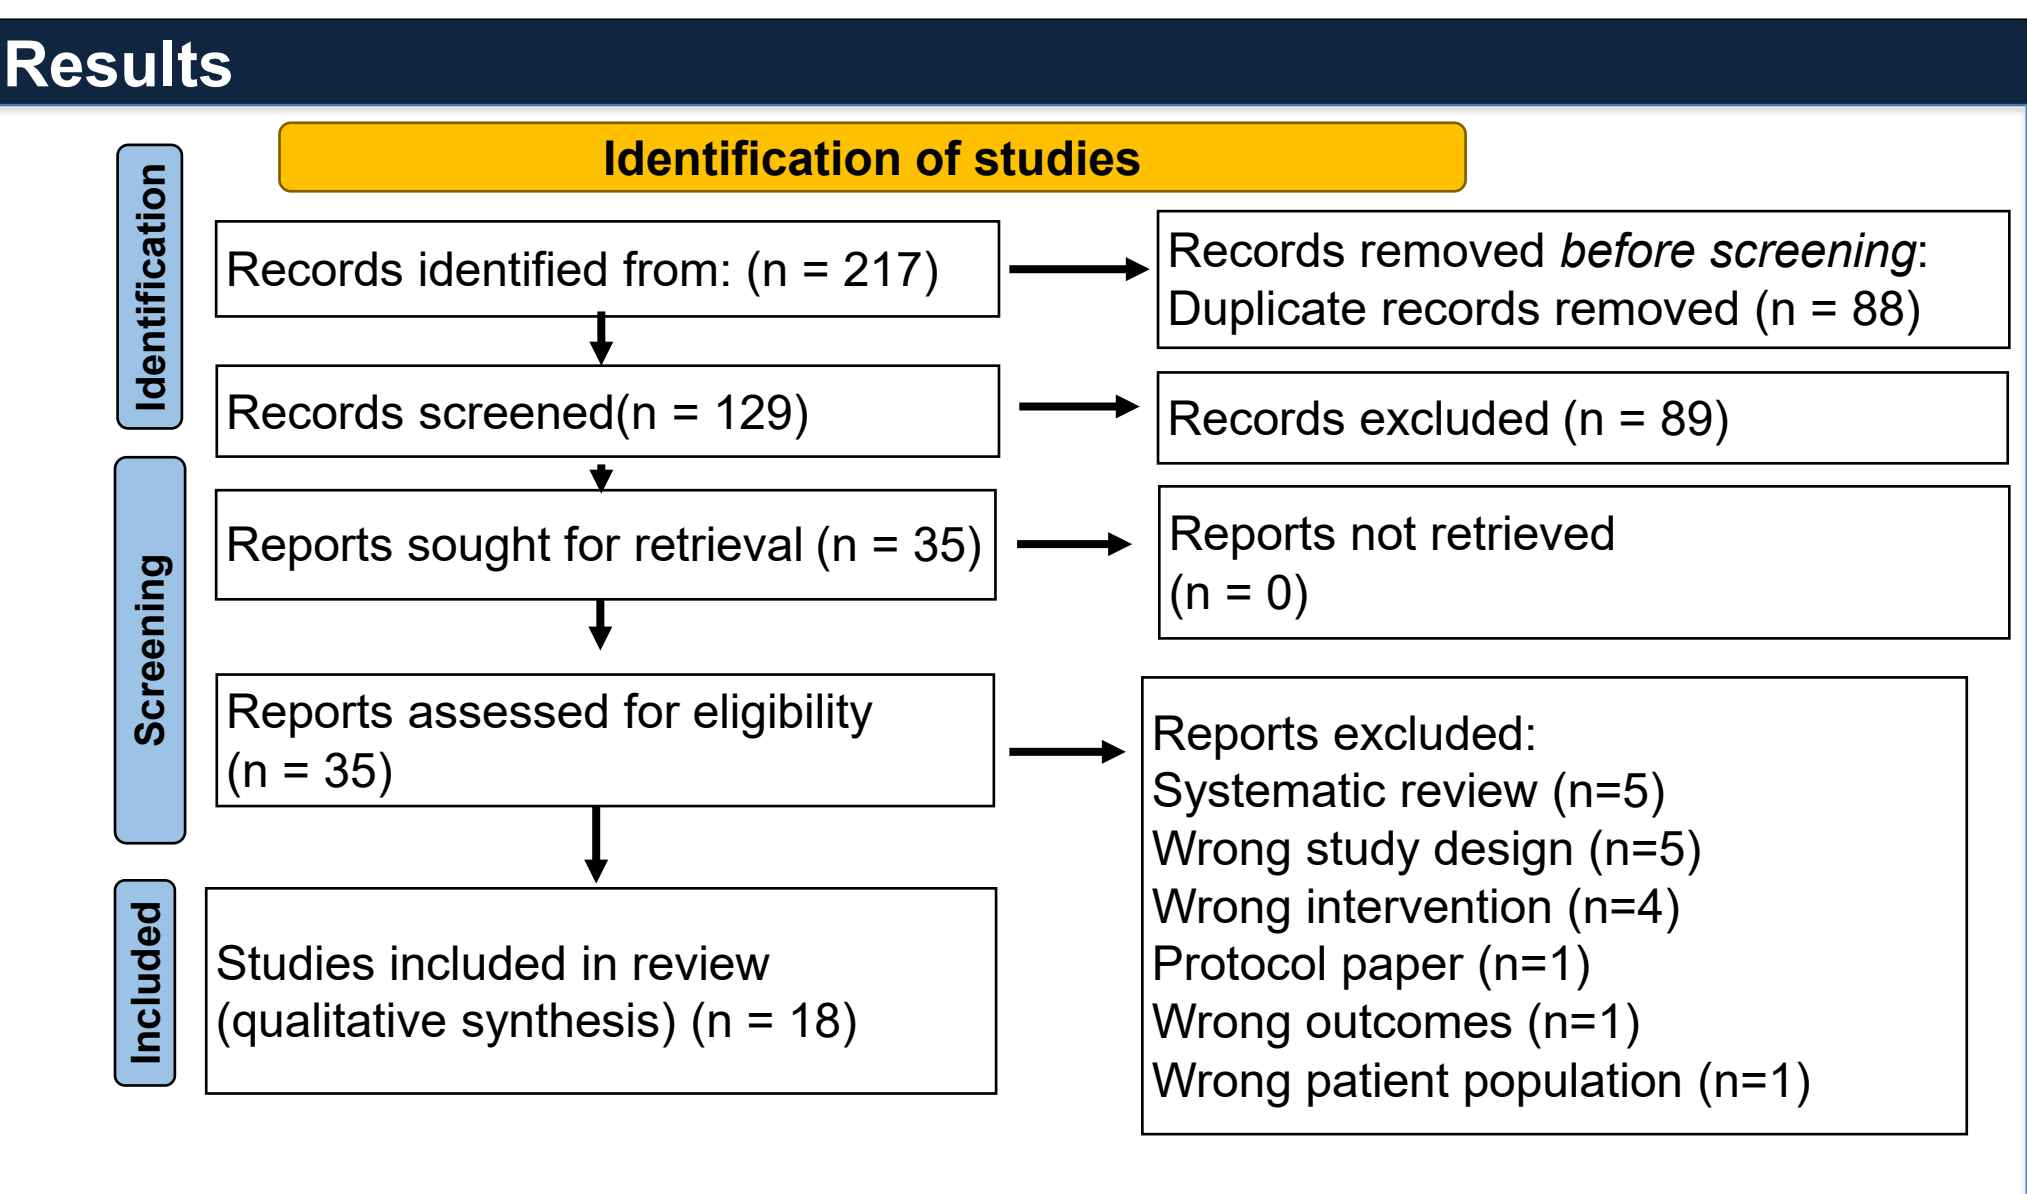 Results
Identification of studies
Identification
Records identified from: (n = 217)
Records removed before screening:
Duplicate records removed (n = 88)
Records screened(n = 129)
Records excluded (n = 89)
Screening
Reports sought for retrieval (n = 35)
Reports not retrieved
(n = 0)
Reports assessed for eligibility
(n = 35)
Reports excluded:
Systematic review (n=5)
Wrong study design (n=5)
Wrong intervention (n=4)
Protocol paper (n=1)
Wrong outcomes (n=1)
Wrong patient population (n=1)
Included
Studies included in review
(qualitative synthesis) (n = 18)